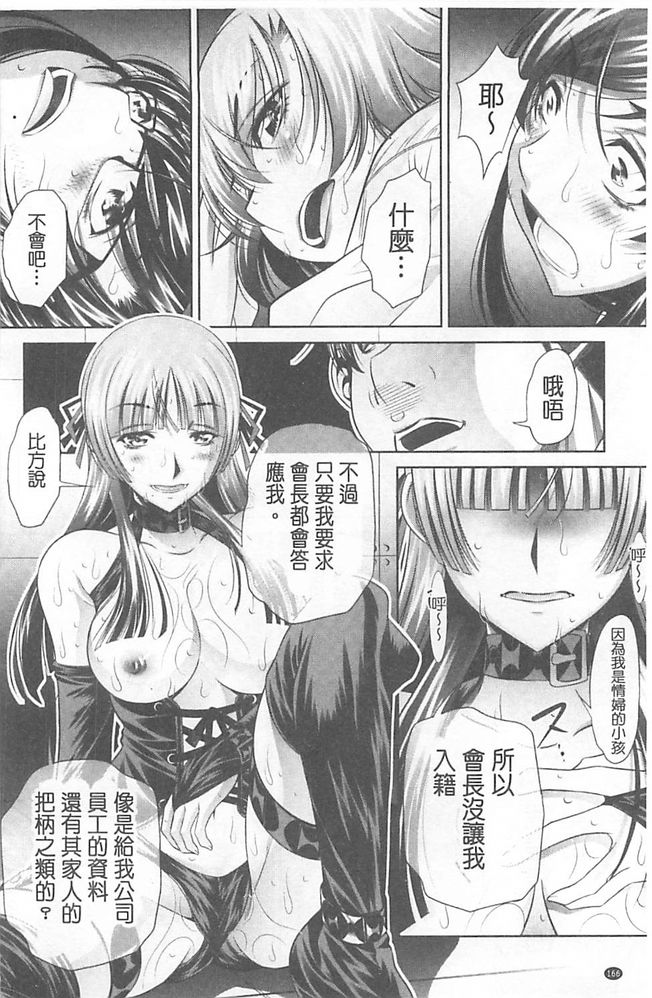 耶～
什麼…
不會吧…
哦唔
呼～～
因為我是情婦的小孩
呼～～
所以
會長沒讓我
入籍
不過
只要我要求
會長都會答
應我。
比方說
像是給我公司
員工的資料
還有其家人的
把柄之類的？
166